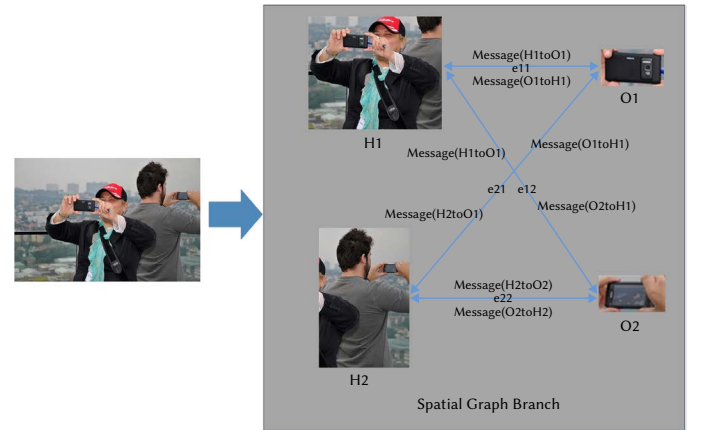 Message(H1toO1)
e11
Message(O1toH1)
O1
H1
Message(H1toO1)
Message(O1toH1)
e21
e12
Message(H2toO1)
Message(O2toH1)
Message(H2toO2)
e22
Message(O2toH2)
O2
H2
Spatial Graph Branch